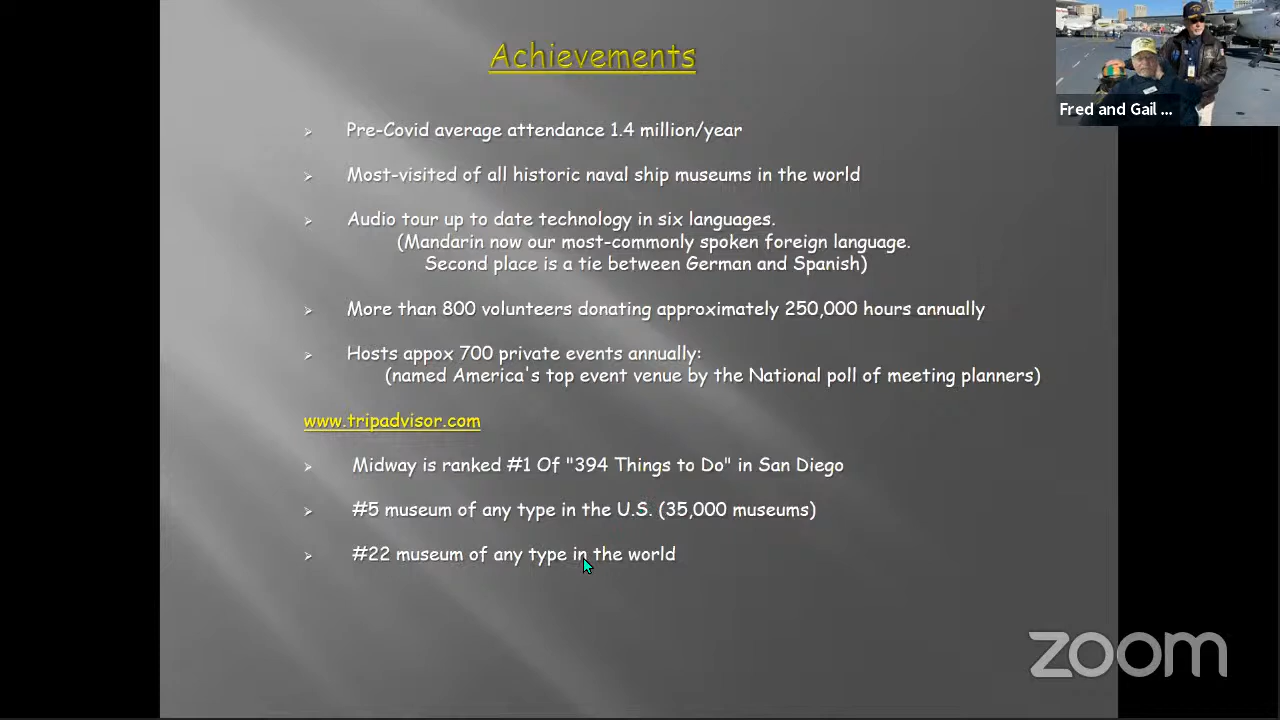 Achievements
Fred and Gail ...
Pre-Covid average attendance 1.4 million/year
Most-visited of all historic naval ship museums in the world
Audio tour up to date technology in six languages.
(Mandarin now our most-commonly spoken foreign language.
Second place is a tie between German and Spanish)
More than 800 volunteers donating approximately 250,000 hours annually
Hosts appox 700 private events annually:
(named America's top event venue by the National poll of meeting planners)
www.tripadvisor.com
Midway is ranked #1 Of "394 Things to Do" in San Diego
#5 museum of any type in the U.S. (35,000 museums)
#22 museum of any type in the world
zoom